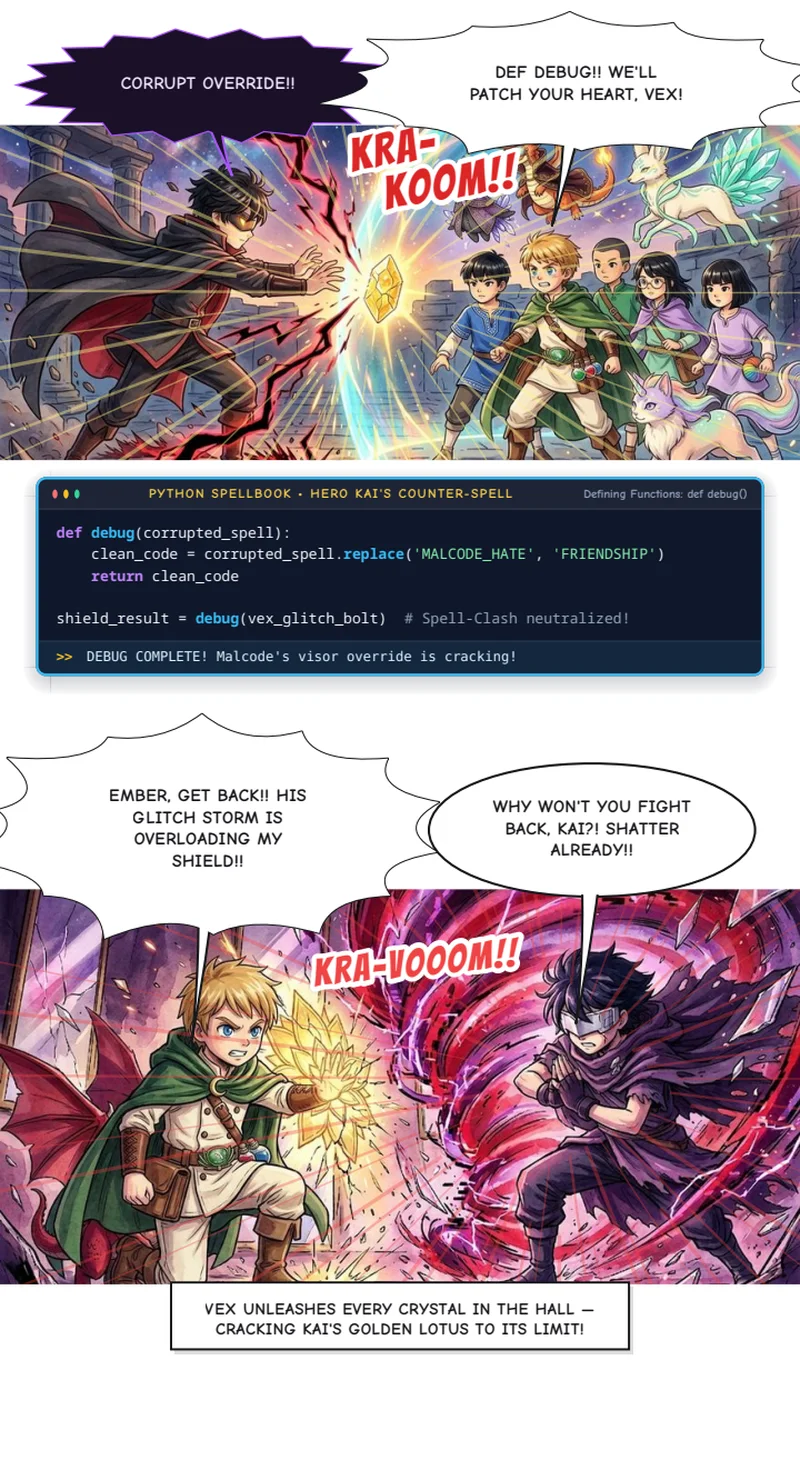 CORRUPT OVERRIDE!!
DEF DEBUG!! WE'LL
PATCH YOUR HEART, VEX!
KRA-
KOOM!!
PYTHON SPELLBOOK • HERO KAI'S COUNTER-SPELL
Defining Functions: def debug()
def debug(corrupted_spell):
    clean_code = corrupted_spell.replace('MALCODE_HATE', 'FRIENDSHIP')
    return clean_code
shield_result = debug(vex_glitch_bolt)  # Spell-Clash neutralized!
>> DEBUG COMPLETE! Malcode's visor override is cracking!
EMBER, GET BACK!! HIS
GLITCH STORM IS
OVERLOADING MY
SHIELD!!
WHY WON'T YOU FIGHT
BACK, KAI?! SHATTER
ALREADY!!
KRA-VOOOM!!
VEX UNLEASHES EVERY CRYSTAL IN THE HALL —
CRACKING KAI'S GOLDEN LOTUS TO ITS LIMIT!